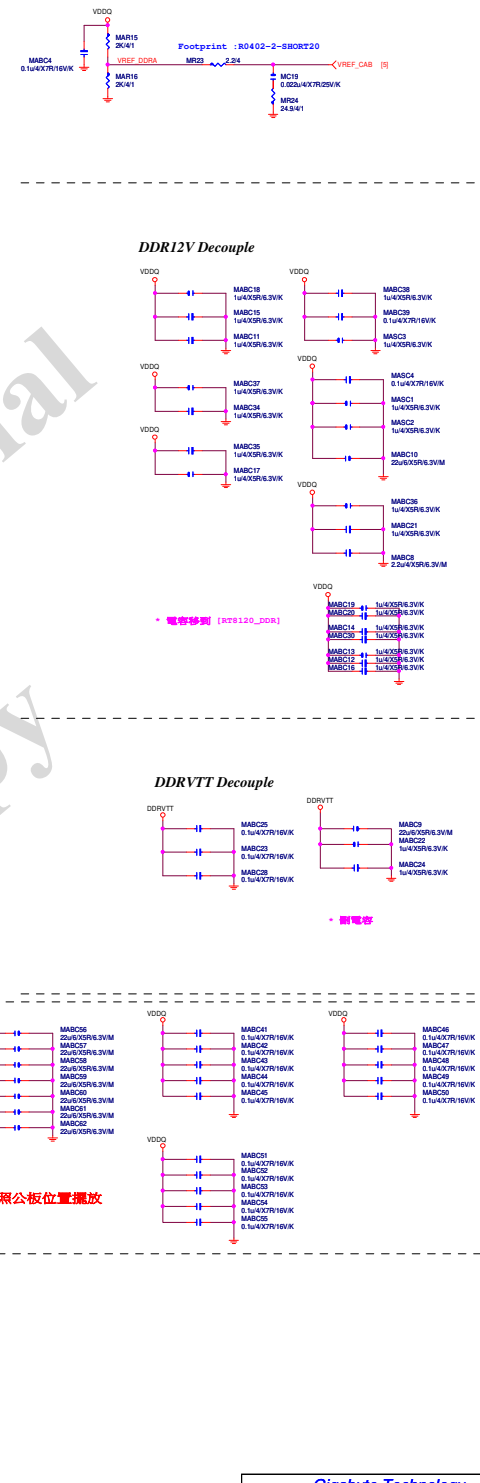 VDDQ
MAR15
2K/4/1
Footprint :R0402-2-SHORT20
MABC4
0.1u/4/X7R/16V/K
VREF_DDRA
MR23
2.2/4
VREF_CAB [5]
MAR16
2K/4/1
MC19
0.022u/4/X7R/25V/K
MR24
24.9/4/1
DDR12V Decouple
VDDQ
MABC18
1u/4/X5R/6.3V/K
MABC15
1u/4/X5R/6.3V/K
MABC11
1u/4/X5R/6.3V/K
VDDQ
MABC38
1u/4/X5R/6.3V/K
MABC39
0.1u/4/X7R/16V/K
MASC3
1u/4/X5R/6.3V/K
VDDQ
MABC37
1u/4/X5R/6.3V/K
MABC34
1u/4/X5R/6.3V/K
VDDQ
MASC4
0.1u/4/X7R/16V/K
MASC1
1u/4/X5R/6.3V/K
MASC2
1u/4/X5R/6.3V/K
MABC10
22u/6/X5R/6.3V/M
VDDQ
MABC35
1u/4/X5R/6.3V/K
MABC17
1u/4/X5R/6.3V/K
VDDQ
MABC36
1u/4/X5R/6.3V/K
MABC21
1u/4/X5R/6.3V/K
MABC8
2.2u/4/X5R/6.3V/M
VDDQ
MABC19 1u/4/X5R/6.3V/K
MABC20 1u/4/X5R/6.3V/K
MABC14 1u/4/X5R/6.3V/K
MABC30 1u/4/X5R/6.3V/K
MABC13 1u/4/X5R/6.3V/K
MABC12 1u/4/X5R/6.3V/K
MABC16 1u/4/X5R/6.3V/K
* 電容移到 [RT8120_DDR]
DDRVTT Decouple
DDRVTT
MABC25
0.1u/4/X7R/16V/K
MABC23
0.1u/4/X7R/16V/K
MABC28
0.1u/4/X7R/16V/K
DDRVTT
MABC9
22u/6/X5R/6.3V/M
MABC22
1u/4/X5R/6.3V/K
MABC24
1u/4/X5R/6.3V/K
* 電容
MABC56
22u/6/X5R/6.3V/M
MABC57
22u/6/X5R/6.3V/M
MABC58
22u/6/X5R/6.3V/M
MABC59
22u/6/X5R/6.3V/M
MABC60
22u/6/X5R/6.3V/M
MABC61
22u/6/X5R/6.3V/M
MABC62
22u/6/X5R/6.3V/M
VDDQ
MABC41
0.1u/4/X7R/16V/K
MABC42
0.1u/4/X7R/16V/K
MABC43
0.1u/4/X7R/16V/K
MABC44
0.1u/4/X7R/16V/K
MABC45
0.1u/4/X7R/16V/K
VDDQ
MABC46
0.1u/4/X7R/16V/K
MABC47
0.1u/4/X7R/16V/K
MABC48
0.1u/4/X7R/16V/K
MABC49
0.1u/4/X7R/16V/K
MABC50
0.1u/4/X7R/16V/K
VDDQ
MABC51
0.1u/4/X7R/16V/K
MABC52
0.1u/4/X7R/16V/K
MABC53
0.1u/4/X7R/16V/K
MABC54
0.1u/4/X7R/16V/K
MABC55
0.1u/4/X7R/16V/K
照公板位置擺放
Gigabyte Technology